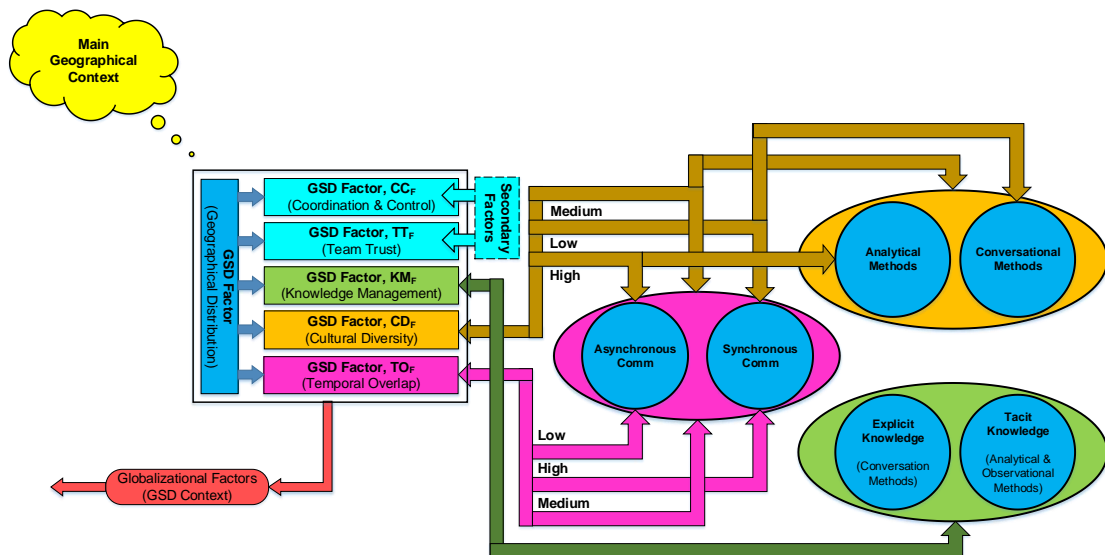 Main
Geographical
Context
GSD Factor
(Geographical Distribution)
GSD Factor, CCF
(Coordination & Control)
GSD Factor, TTF
(Team Trust)
GSD Factor, KMF
(Knowledge Management)
GSD Factor, CDF
(Cultural Diversity)
GSD Factor, TOF
(Temporal Overlap)
Secondary
Factors
Medium
Low
High
Analytical
Methods
Conversational
Methods
Asynchronous
Comm
Synchronous
Comm
Low
High
Medium
Explicit
Knowledge
(Conversation
Methods)
Tacit
Knowledge
(Analytical &
Observational
Methods)
Globalizational Factors
(GSD Context)